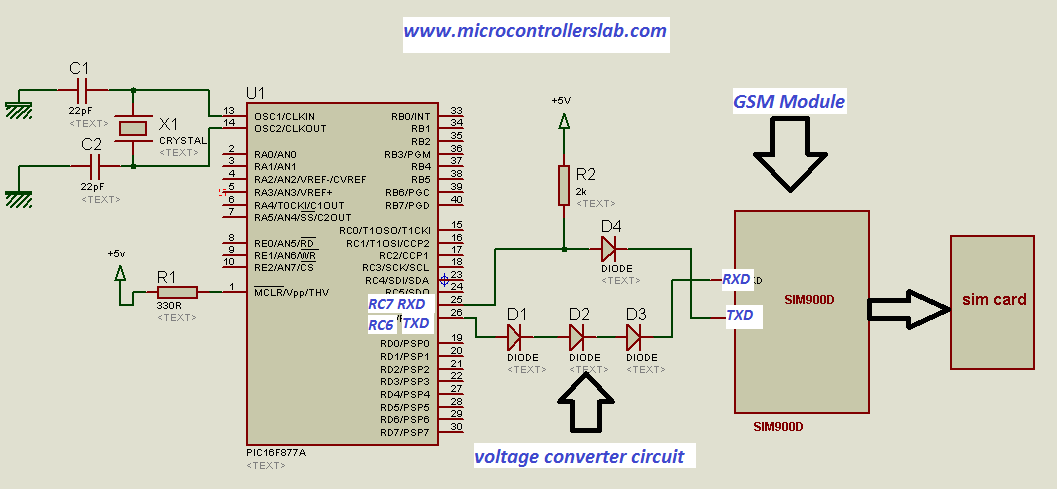 www.microcontrollerslab.com
C1
22pF
<TEXT>
X1
CRYSTAL
<TEXT>
C2
22pF
<TEXT>
+5v
R1
330R
<TEXT>
U1
13 OSC1/CLKIN
14 OSC2/CLKOUT
2 RA0/AN0
3 RA1/AN1
4 RA2/AN2/VREF-/CVREF
5 RA3/AN3/VREF+
6 RA4/T0CKI/C1OUT
7 RA5/AN4/SS/C2OUT
8 RE0/AN5/RD
9 RE1/AN6/WR
10 RE2/AN7/CS
1 MCLR/Vpp/THV
RB0/INT 33
RB1 34
RB2 35
RB3/PGM 36
RB4 37
RB5 38
RB6/PGC 39
RB7/PGD 40
RC0/T1OSO/T1CKI 15
RC1/T1OSI/CCP2 16
RC2/CCP1 17
RC3/SCK/SCL 18
RC4/SDI/SDA 23
RC5/SDO 24
RC7 RXD 25
RC6 TXD 26
RD0/PSP0 19
RD1/PSP1 20
RD2/PSP2 21
RD3/PSP3 22
RD4/PSP4 27
RD5/PSP5 28
RD6/PSP6 29
RD7/PSP7 30
PIC16F877A
<TEXT>
+5V
R2
2k
<TEXT>
D4
DIODE
<TEXT>
D1
DIODE
<TEXT>
D2
DIODE
<TEXT>
D3
DIODE
<TEXT>
voltage converter circuit
GSM Module
RXD
TXD
SIM900D
SIM900D
sim card